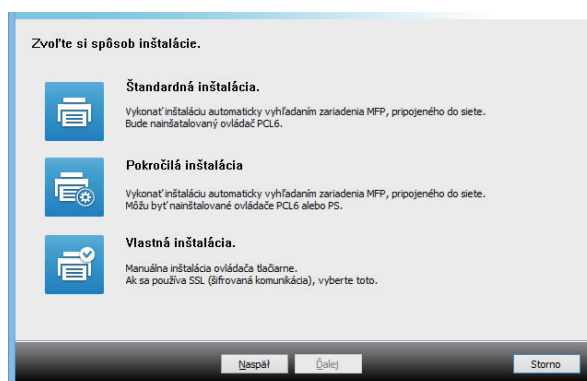 Zvoľte si spôsob inštalácie.
Štandardná inštalácia.
Vykonať inštaláciu automaticky vyhľadaním zariadenia MFP, pripojeného do siete.
Bude nainšatalovaný ovládač PCL6.
Pokročilá inštalácia
Vykonať inštaláciu automaticky vyhľadaním zariadenia MFP, pripojeného do siete.
Môžu byť nainštalované ovládače PCL6 alebo PS.
Vlastná inštalácia.
Manuálna inštalácia ovládača tlačiarne.
Ak sa používa SSL (šifrovaná komunikácia), vyberte toto.
Naspäť Ďalej Storno